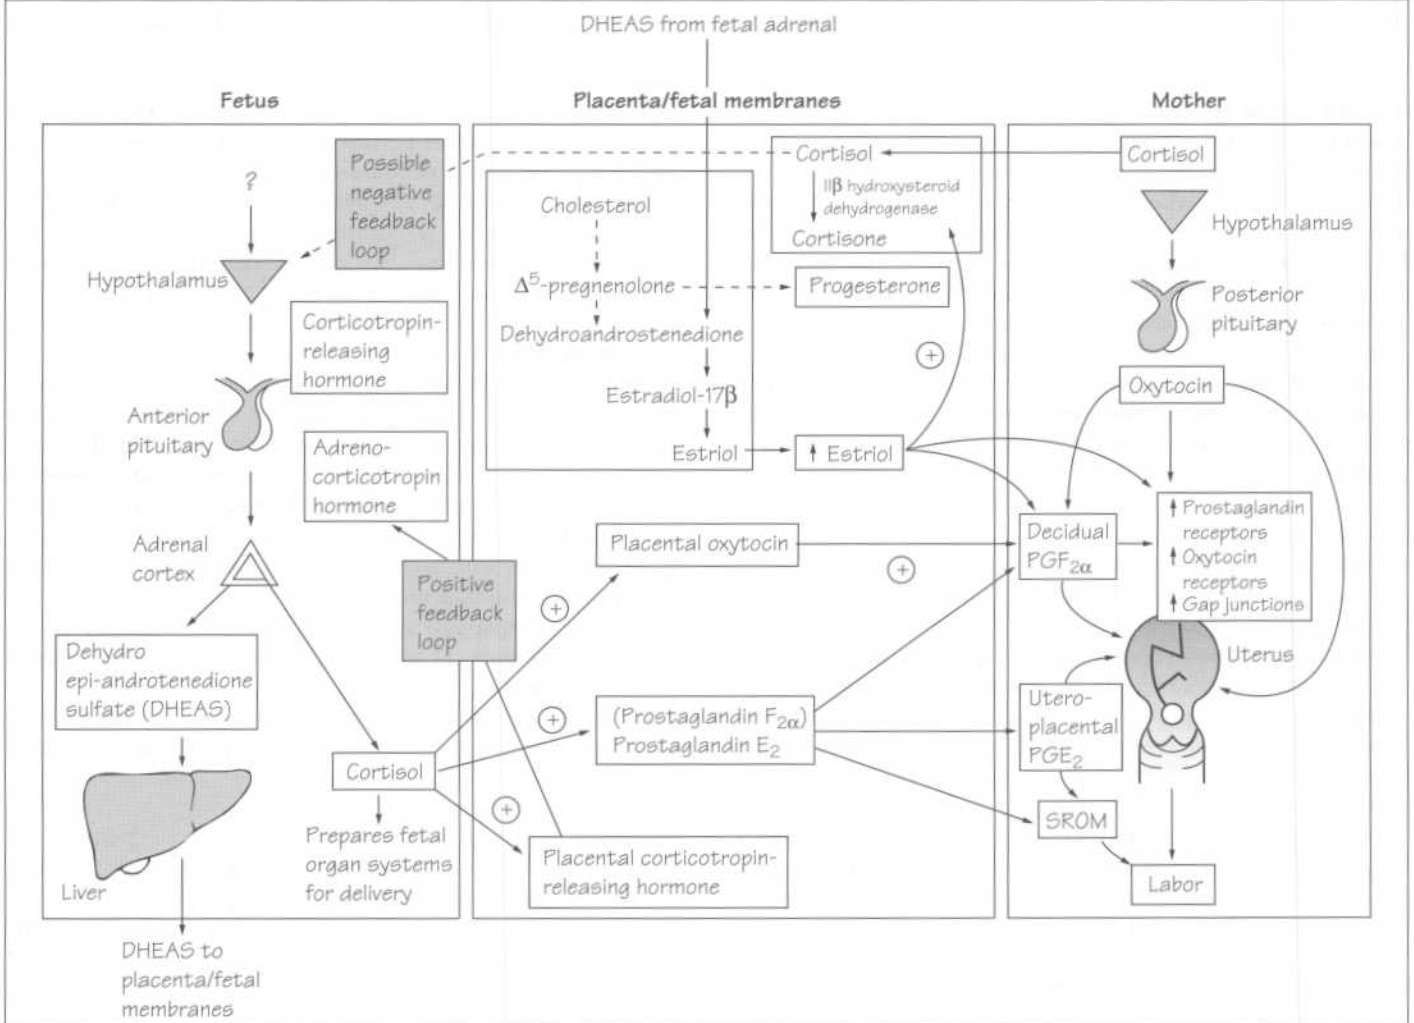 DHEAS from fetal adrenal
Fetus
Placenta/fetal membranes
Mother
?
Possible
negative
feedback
loop
Hypothalamus
Corticotropin-
releasing
hormone
Anterior
pituitary
Adreno-
corticotropin
hormone
Adrenal
cortex
Positive
feedback
loop
Dehydro
epi-androtenedione
sulfate (DHEAS)
Cortisol
Prepares fetal
organ systems
for delivery
Liver
DHEAS to
placenta/fetal
membranes
Cortisol
11β hydroxysteroid
dehydrogenase
Cortisone
Cholesterol
Δ5-pregnenolone
Progesterone
Dehydroandrostenedione
Estradiol-17β
Estriol
↑ Estriol
+
Placental oxytocin
+
+
+
(Prostaglandin F2α)
Prostaglandin E2
+
Placental corticotropin-
releasing hormone
Cortisol
Hypothalamus
Posterior
pituitary
Oxytocin
Decidual
PGF2α
↑ Prostaglandin
receptors
↑ Oxytocin
receptors
↑ Gap junctions
Uterus
Utero-
placental
PGE2
SROM
Labor